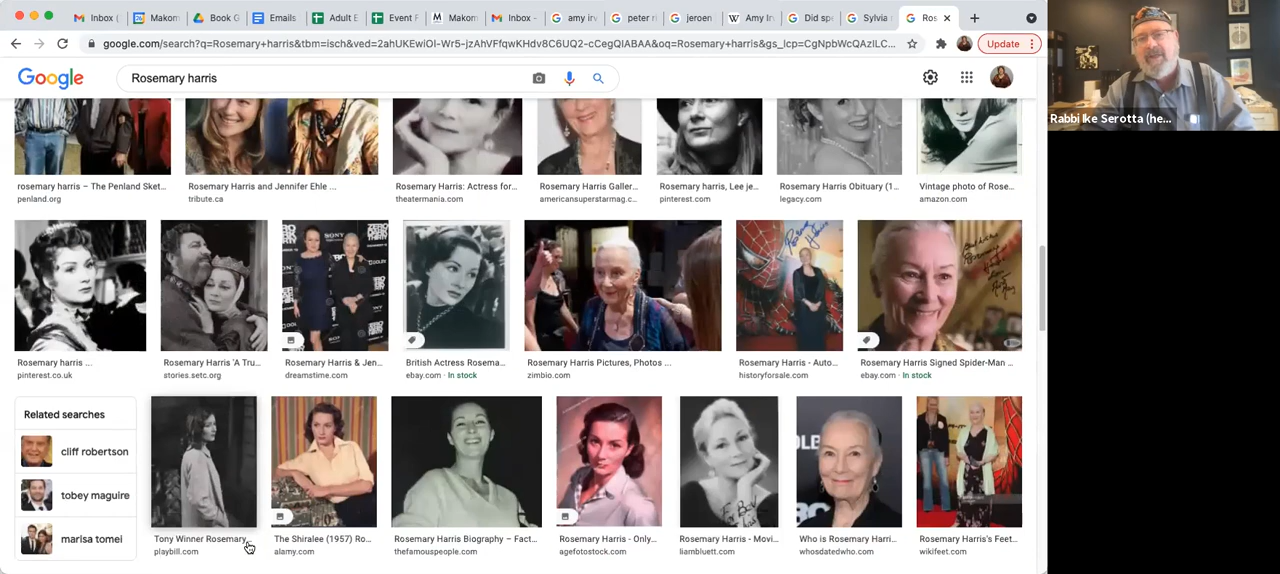 Inbox (
Makom
Book G
Emails
Adult E
Event F
Makom
Inbox -
amy irv
peter ri
jeroen
Amy Irv
Did sp
Sylvia
Ros
google.com/search?q=Rosemary+harris&tbm=isch&ved=2ahUKEwiOl-Wr5-jzAhVFfqwKHdv8C6UQ2-cCegQIABAA&oq=Rosemary+harris&gs_lcp=CgNpbWcQAzILC...
Update
Google
Rosemary harris
Rabbi Ike Serotta (he...
rosemary harris – The Penland Sket...
penland.org
Rosemary Harris and Jennifer Ehle ...
tribute.ca
Rosemary Harris: Actress for...
theatermania.com
Rosemary Harris Galler...
americansuperstarmag.c...
Rosemary harris, Lee je...
pinterest.com
Rosemary Harris Obituary (1...
legacy.com
Vintage photo of Rose...
amazon.com
Rosemary harris ...
pinterest.co.uk
Rosemary Harris 'A Tru...
stories.setc.org
Rosemary Harris & Jen...
dreamstime.com
British Actress Rosema...
ebay.com · In stock
Rosemary Harris Pictures, Photos ...
zimbio.com
Rosemary Harris - Auto...
historyforsale.com
Rosemary Harris Signed Spider-Man ...
ebay.com · In stock
Related searches
cliff robertson
tobey maguire
marisa tomei
Tony Winner Rosemary...
playbill.com
The Shiralee (1957) Ro...
alamy.com
Rosemary Harris Biography – Fact...
thefamouspeople.com
Rosemary Harris - Only...
agefotostock.com
Rosemary Harris - Movi...
liambluett.com
Who is Rosemary Harri...
whosdatedwho.com
Rosemary Harris's Feet...
wikifeet.com